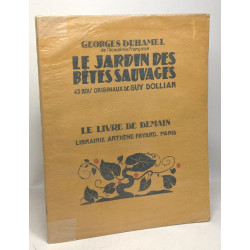 GEORGES DUHAMEL
de l'Académie Française
LE JARDIN DES
BÊTES SAUVAGES
43 BOIS ORIGINAUX DE GUY DOLLIAN
LE LIVRE DE DEMAIN
LIBRAIRIE ARTHÈME FAYARD. PARIS